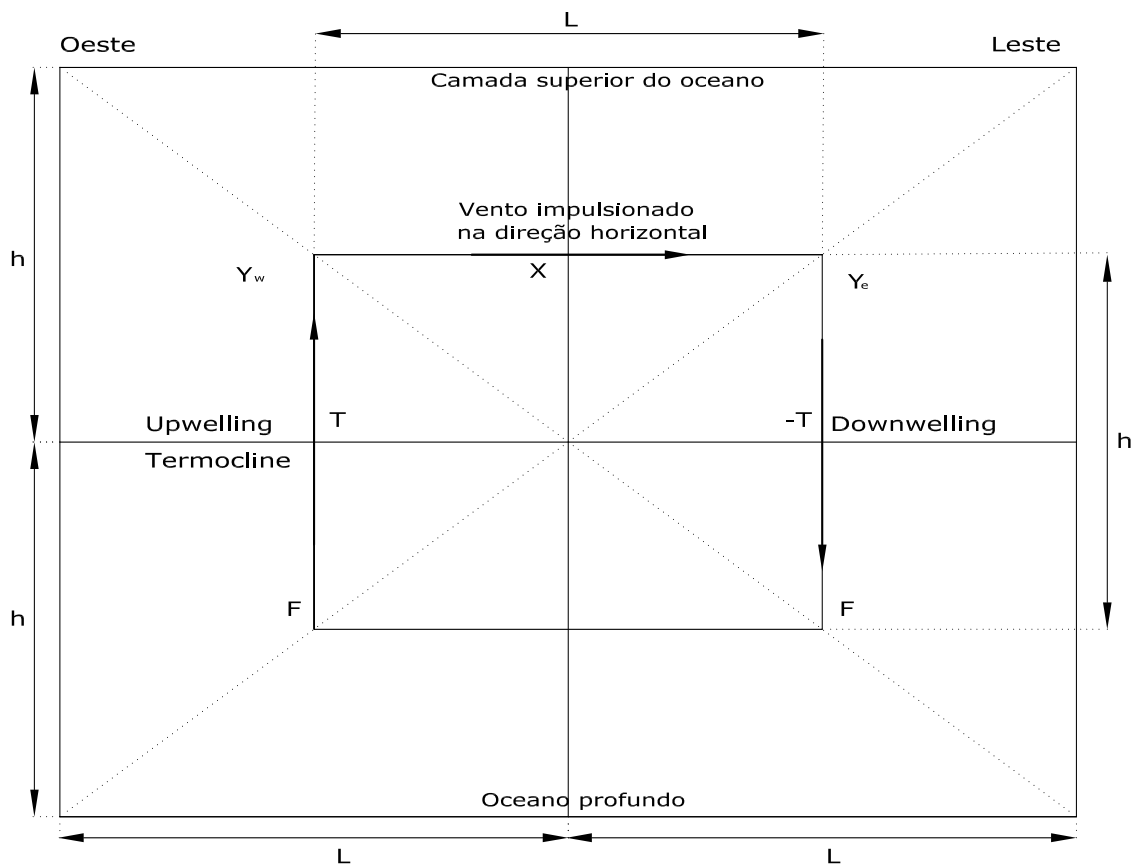 L
Oeste
Leste
Camada superior do oceano
h
Vento impulsionado
na direção horizontal
Yw
X
Ye
Upwelling
T
-T
Downwelling
h
Termocline
h
F
F
Oceano profundo
L
L